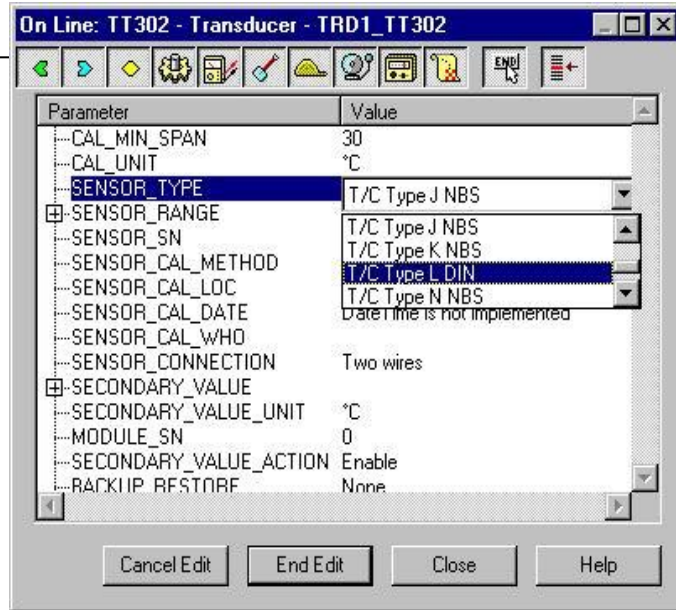 On Line: TT302 - Transducer - TRD1_TT302
END
Parameter Value
CAL_MIN_SPAN 30
CAL_UNIT °C
SENSOR_TYPE T/C Type J NBS
SENSOR_RANGE T/C Type J NBS
SENSOR_SN T/C Type K NBS
SENSOR_CAL_METHOD T/C Type L DIN
SENSOR_CAL_LOC T/C Type N NBS
SENSOR_CAL_DATE DateTime is not implemented
SENSOR_CAL_WHO
SENSOR_CONNECTION Two wires
SECONDARY_VALUE
SECONDARY_VALUE_UNIT °C
MODULE_SN 0
SECONDARY_VALUE_ACTION Enable
BACKUP_RESTORE None
Cancel Edit End Edit Close Help